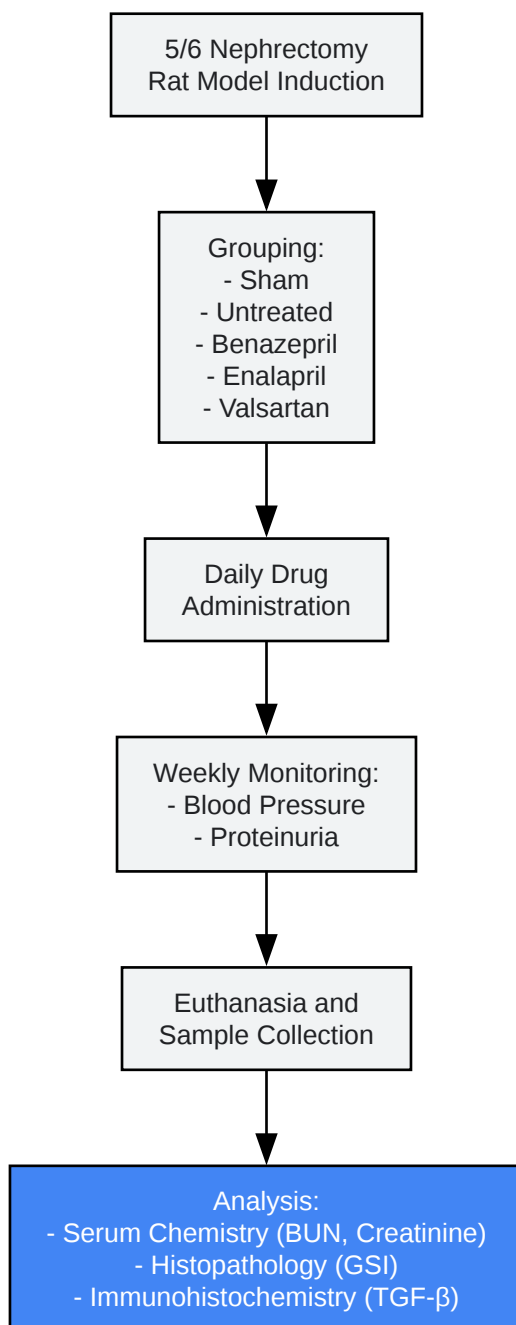 5/6 Nephrectomy
Rat Model Induction
Grouping:
- Sham
- Untreated
- Benazepril
- Enalapril
- Valsartan
Daily Drug
Administration
Weekly Monitoring:
- Blood Pressure
- Proteinuria
Euthanasia and
Sample Collection
Analysis:
- Serum Chemistry (BUN, Creatinine)
- Histopathology (GSI)
- Immunohistochemistry (TGF-β)